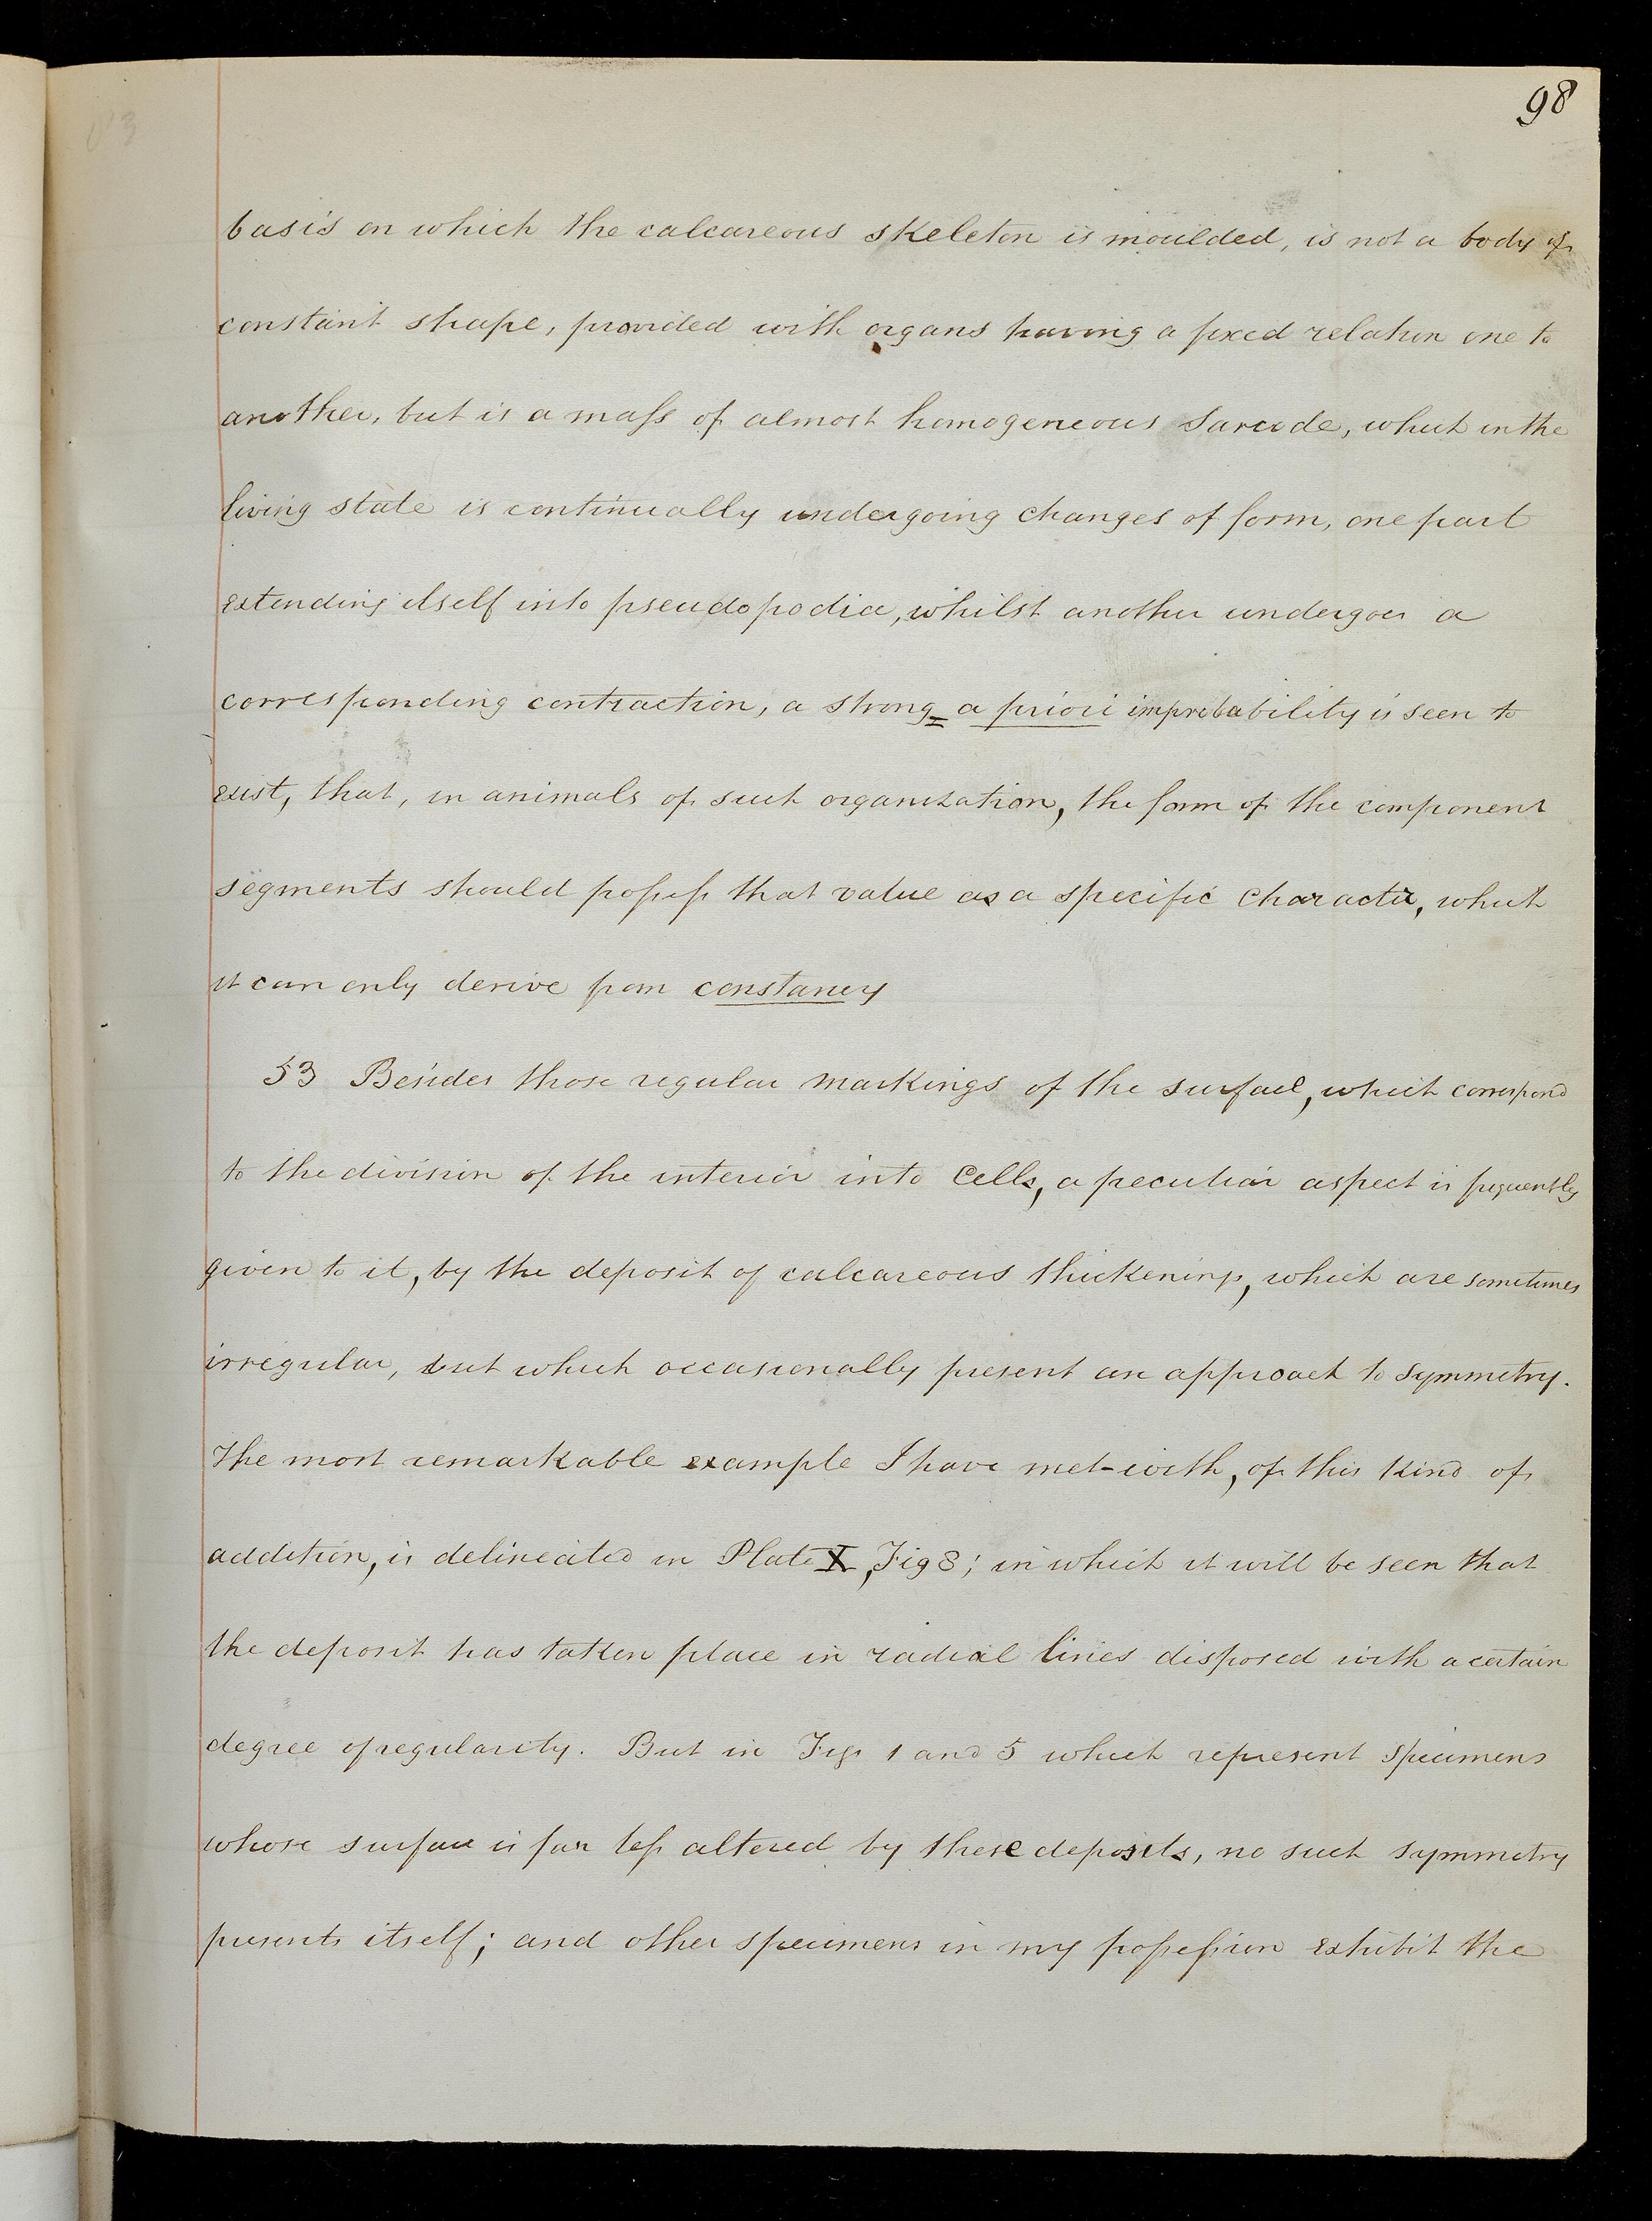 98
basis on which the calcareous skeleton is moulded, is not a body of
constant shape, provided with organs having a fixed relation one to
another, but is a mass of almost homogeneous Sarcode, which in the
living state is continually undergoing changes of form, one part
extending itself into pseudopodia, whilst another undergoes a
corresponding contraction, a strong = a priori improbability is seen to
exist, that, in animals of such organization, the form of the component
segments should possess that value as a specific character, which
it can only derive from constancy
53 Besides those regular markings of the surface, which correspond
to the division of the interior into Cells, a peculiar aspect is frequently
given to it, by the deposit of calcareous thickenings, which are sometimes
irregular, but which occasionally present an approach to Symmetry.
The most remarkable example I have met-with, of this kind of
addition, is delineated in Plate X, Fig 8; in which it will be seen that
the deposit has taken place in radial lines disposed with a certain
degree of regularity. But in Figs 1 and 5 which represent Specimens
whose surface is far less altered by these deposits, no such symmetry
presents itself; and other specimens in my possession exhibit the